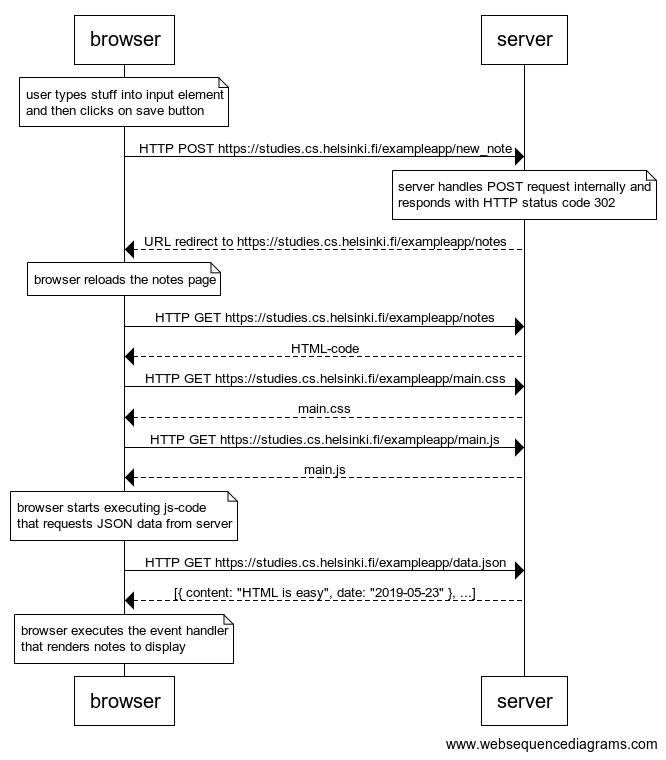 browser
server
user types stuff into input element
and then clicks on save button
HTTP POST https://studies.cs.helsinki.fi/exampleapp/new_note
server handles POST request internally and
responds with HTTP status code 302
URL redirect to https://studies.cs.helsinki.fi/exampleapp/notes
browser reloads the notes page
HTTP GET https://studies.cs.helsinki.fi/exampleapp/notes
HTML-code
HTTP GET https://studies.cs.helsinki.fi/exampleapp/main.css
main.css
HTTP GET https://studies.cs.helsinki.fi/exampleapp/main.js
main.js
browser starts executing js-code
that requests JSON data from server
HTTP GET https://studies.cs.helsinki.fi/exampleapp/data.json
[{ content: "HTML is easy", date: "2019-05-23" }, ...]
browser executes the event handler
that renders notes to display
browser
server
www.websequencediagrams.com